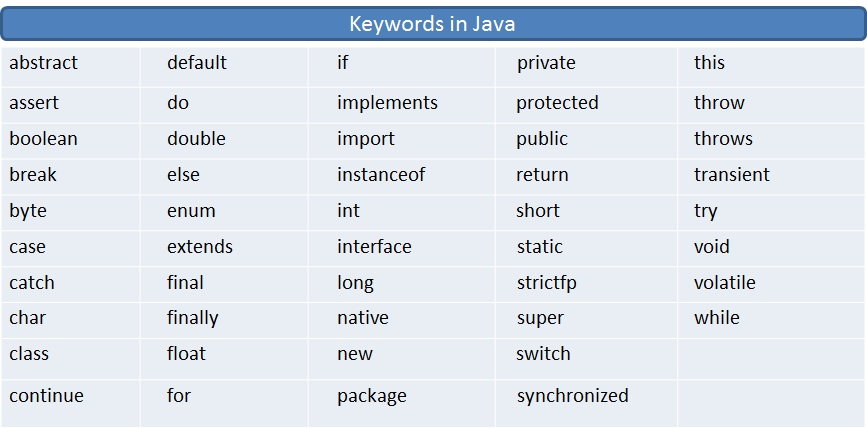 Keywords in Java
abstract default if private this
assert do implements protected throw
boolean double import public throws
break else instanceof return transient
byte enum int short try
case extends interface static void
catch final long strictfp volatile
char finally native super while
class float new switch
continue for package synchronized